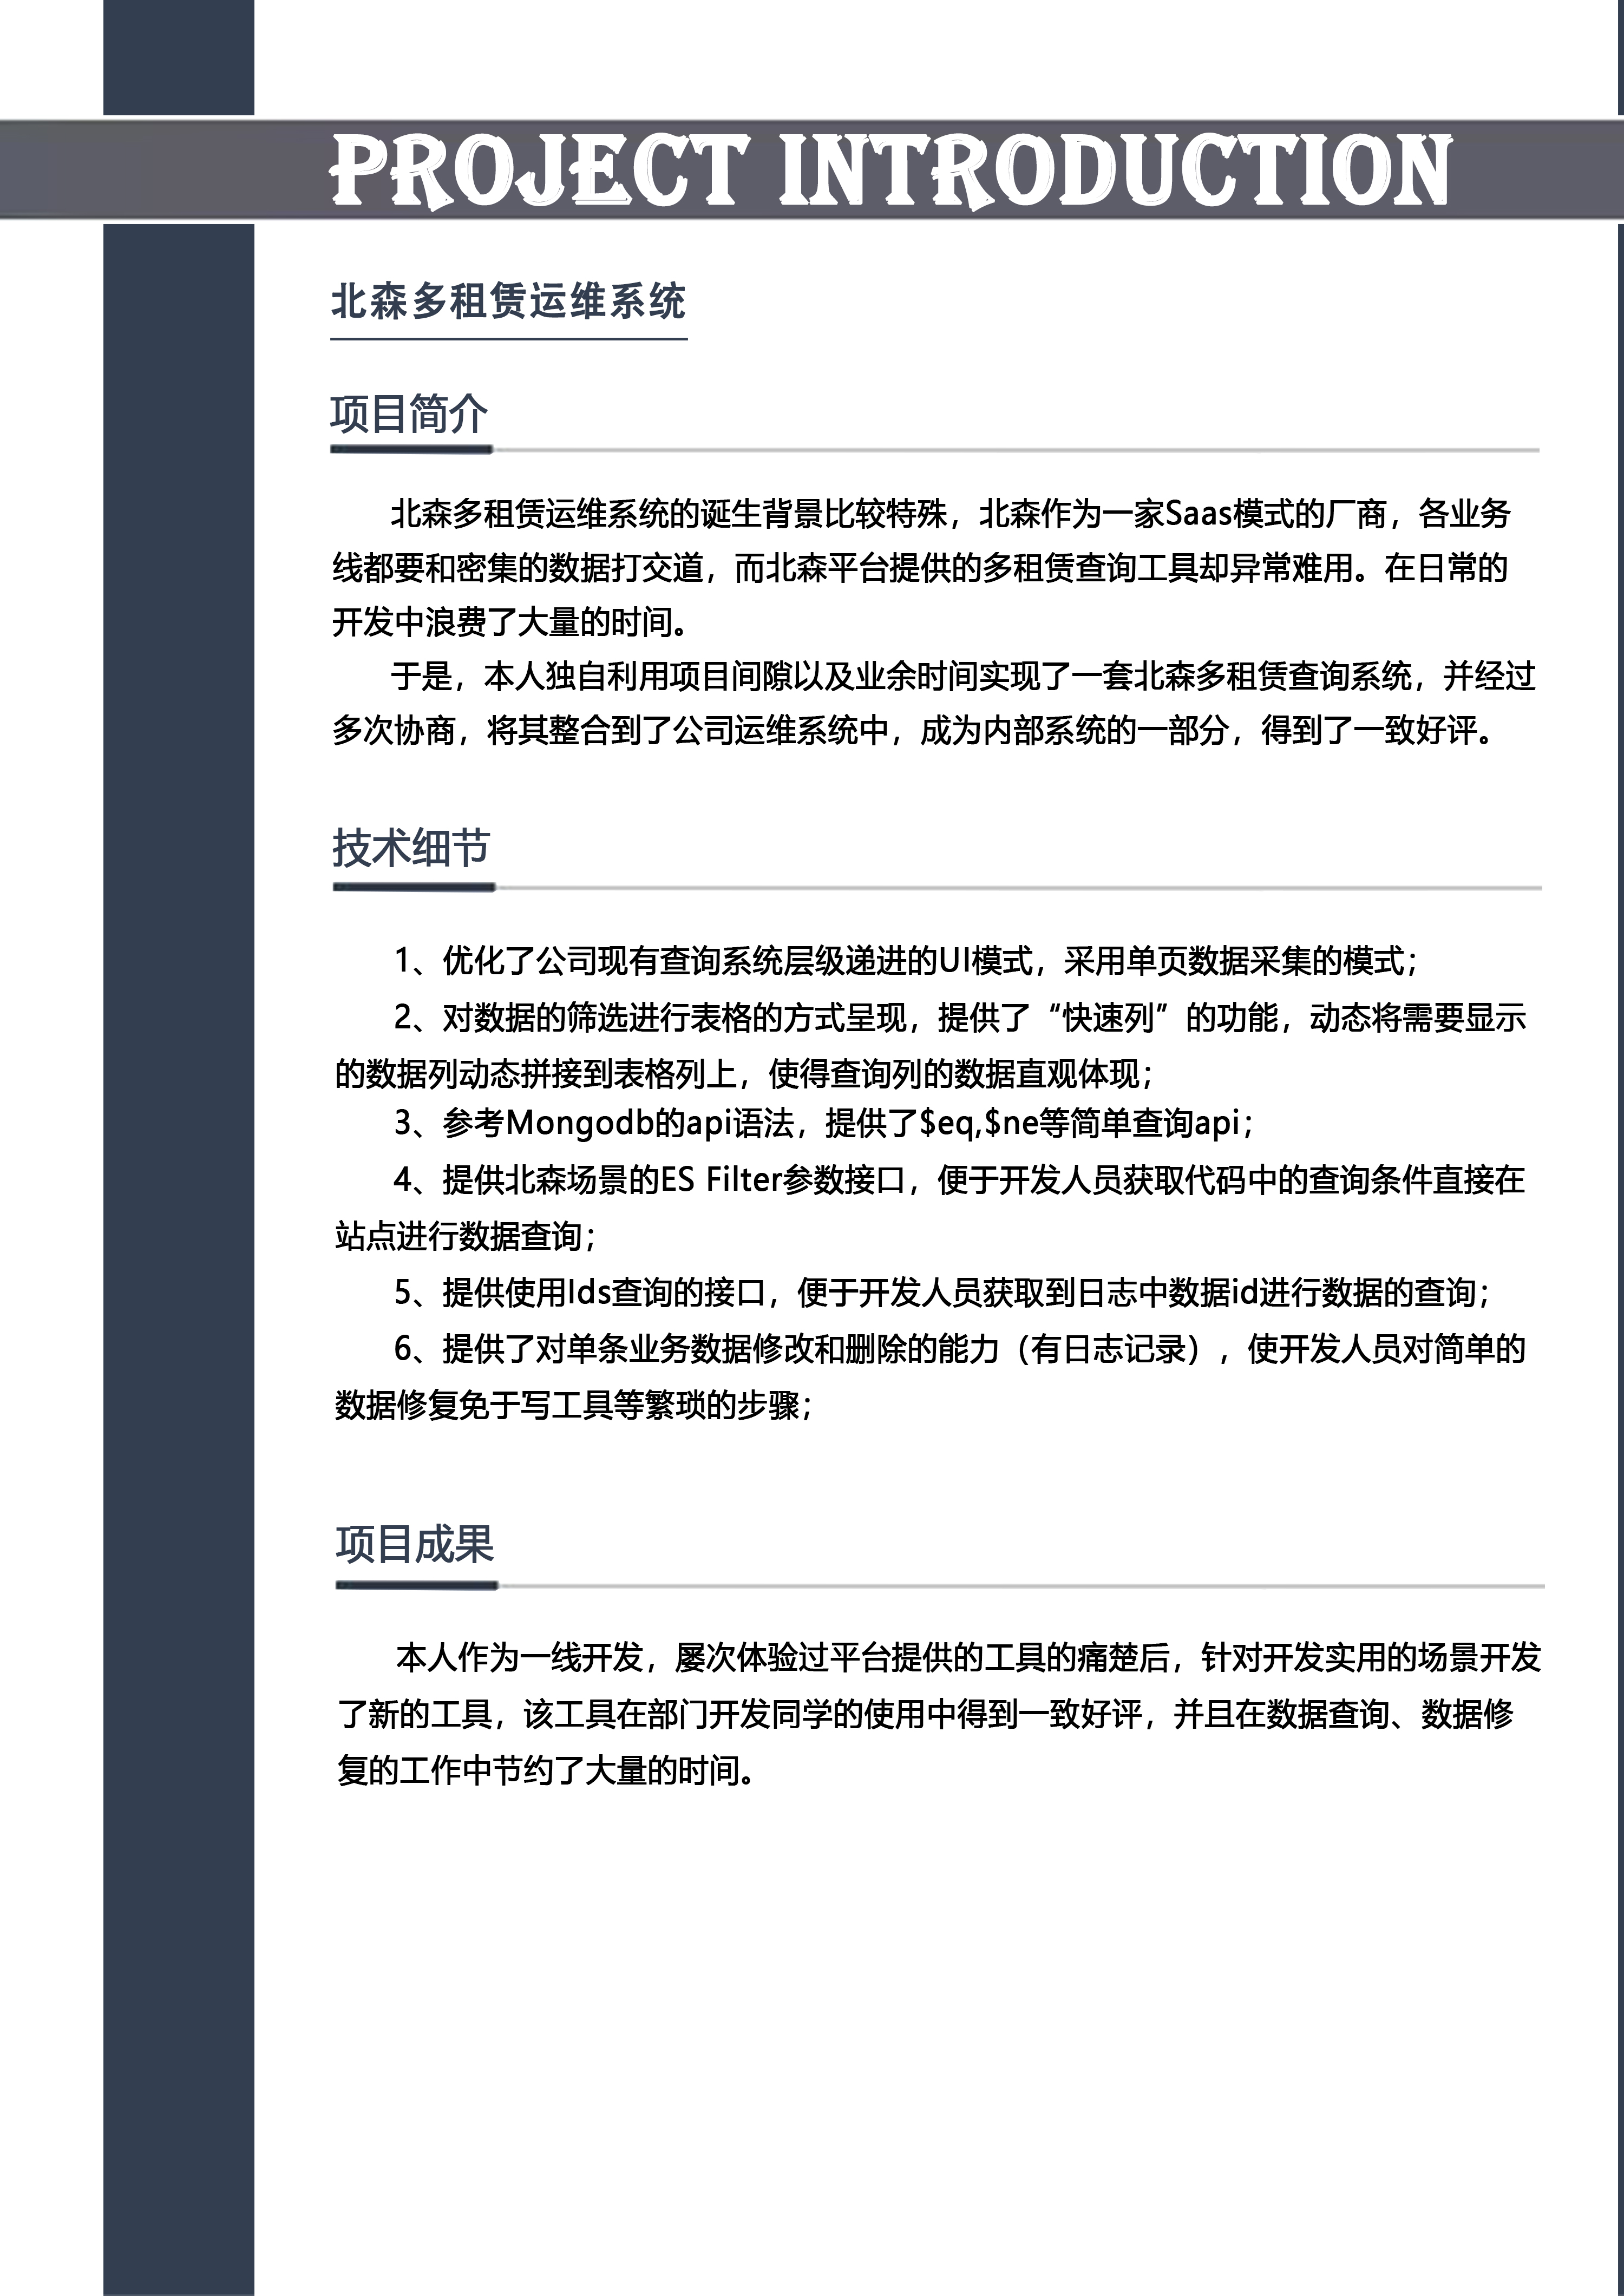 PROJECT INTRODUCTION
北森多租赁运维系统
项目简介
北森多租赁运维系统的诞生背景比较特殊，北森作为一家Saas模式的厂商，各业务
线都要和密集的数据打交道，而北森平台提供的多租赁查询工具却异常难用。在日常的
开发中浪费了大量的时间。
于是，本人独自利用项目间隙以及业余时间实现了一套北森多租赁查询系统，并经过
多次协商，将其整合到了公司运维系统中，成为内部系统的一部分，得到了一致好评。
技术细节
1、优化了公司现有查询系统层级递进的UI模式，采用单页数据采集的模式；
2、对数据的筛选进行表格的方式呈现，提供了“快速列”的功能，动态将需要显示
的数据列动态拼接到表格列上，使得查询列的数据直观体现；
3、参考Mongodb的api语法，提供了$eq,$ne等简单查询api；
4、提供北森场景的ES Filter参数接口，便于开发人员获取代码中的查询条件直接在
站点进行数据查询；
5、提供使用Ids查询的接口，便于开发人员获取到日志中数据id进行数据的查询；
6、提供了对单条业务数据修改和删除的能力（有日志记录），使开发人员对简单的
数据修复免于写工具等繁琐的步骤；
项目成果
本人作为一线开发，屡次体验过平台提供的工具的痛楚后，针对开发实用的场景开发
了新的工具，该工具在部门开发同学的使用中得到一致好评，并且在数据查询、数据修
复的工作中节约了大量的时间。